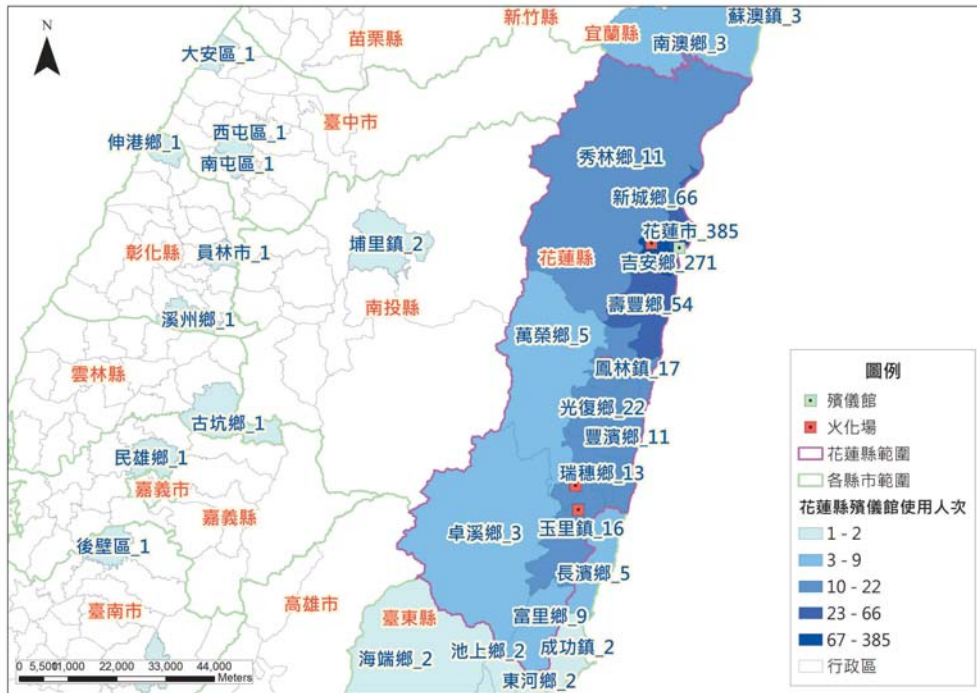 N
蘇澳鎮_3
新竹縣
苗栗縣
宜蘭縣
南澳鄉_3
大安區_1
臺中市
西屯區_1
伸港鄉_1
南屯區_1
秀林鄉_11
新城鄉_66
花蓮市_385
彰化縣
員林市_1
埔里鎮_2
花蓮縣
吉安鄉_271
南投縣
壽豐鄉_54
溪州鄉_1
萬榮鄉_5
雲林縣
鳳林鎮_17
古坑鄉_1
光復鄉_22
豐濱鄉_11
民雄鄉_1
嘉義市
瑞穗鄉_13
嘉義縣
卓溪鄉_3
玉里鎮_16
後壁區_1
長濱鄉_5
高雄市
臺南市
臺東縣
富里鄉_9
海端鄉_2
池上鄉_2
成功鎮_2
東河鄉_2
0 5,500 11,000 22,000 33,000 44,000
Meters
圖例
殯儀館
火化場
花蓮縣範圍
各縣市範圍
花蓮縣殯儀館使用人次
1 - 2
3 - 9
10 - 22
23 - 66
67 - 385
行政區